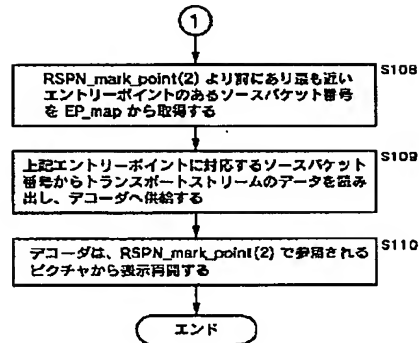 1
RSPN_mark_point(2) より前にあり最も近い
エントリーポイントのあるソースパケット番号
を EP_map から取得する
S108
上記エントリーポイントに対応するソースパケット
番号からトランスポートストリームのデータを読み
出し、デコーダへ供給する
S109
デコーダは、RSPN_mark_point(2) で参照される
ピクチャから表示再開する
S110
エンド